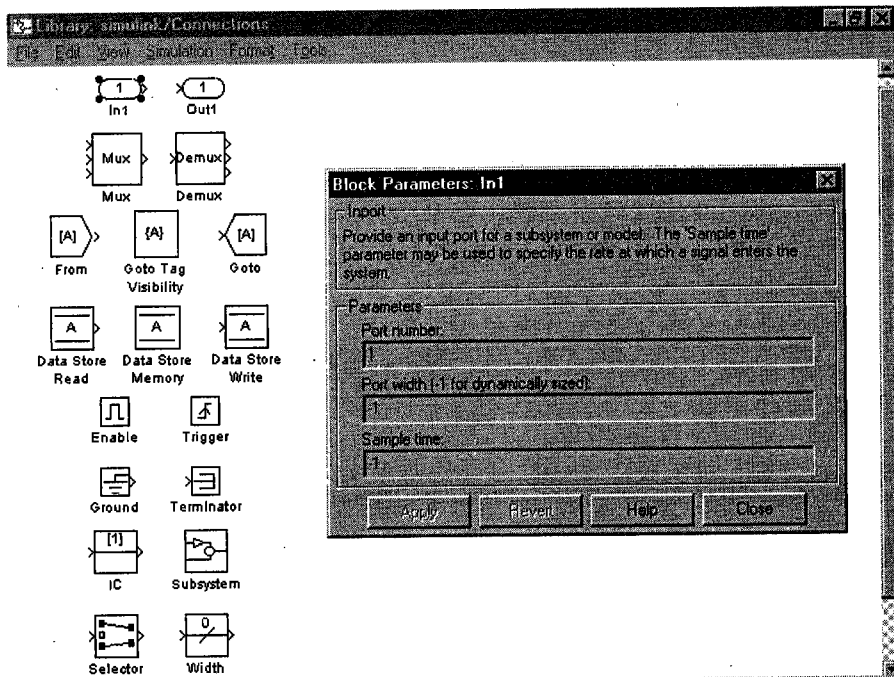 Library: simulink/Connections
File Edit View Simulation Format Tools
1
In1
1
Out1
Mux
Mux
Demux
Demux
[A]
From
{A}
Goto Tag
Visibility
[A]
Goto
A
Data Store
Read
A
Data Store
Memory
A
Data Store
Write
Enable
Trigger
Ground
Terminator
[1]
IC
Subsystem
Selector
0
Width
Block Parameters: In1
Inport
Provide an input port for a subsystem or model. The 'Sample time'
parameter may be used to specify the rate at which a signal enters the
system.
Parameters
Port number:
1
Port width (-1 for dynamically sized):
-1
Sample time:
-1
Apply Revert Help Close